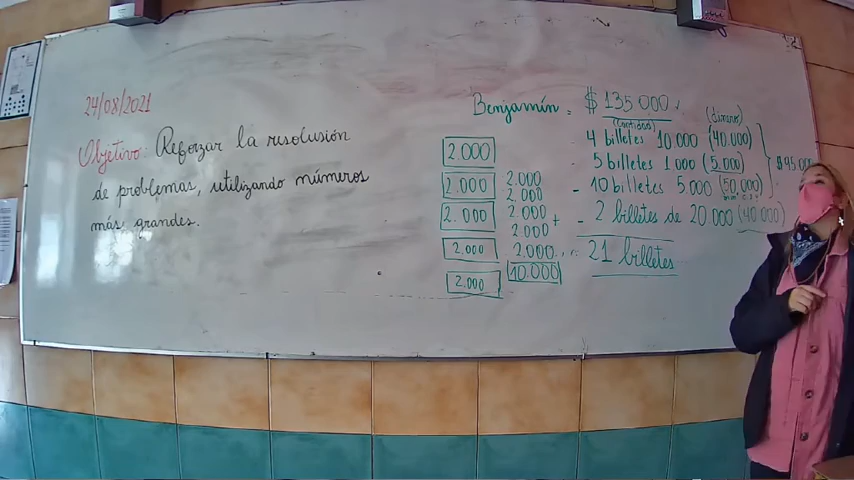 24/08/2021
Objetivo: Reforzar la resolusión
de problemas, utilizando números
más grandes.
Benjamín = $ 135.000
(Cantidad) (dinero)
- 4 billetes 10.000 (40.000)
- 5 billetes 1.000 (5.000)
- 10 billetes 5.000 (50.000)
- 2 billetes de 20.000 (40.000)
21 billetes
2.000
2.000
2.000
2.000
2.000
2.000
2.000
2.000 +
2.000
2.000
10.000